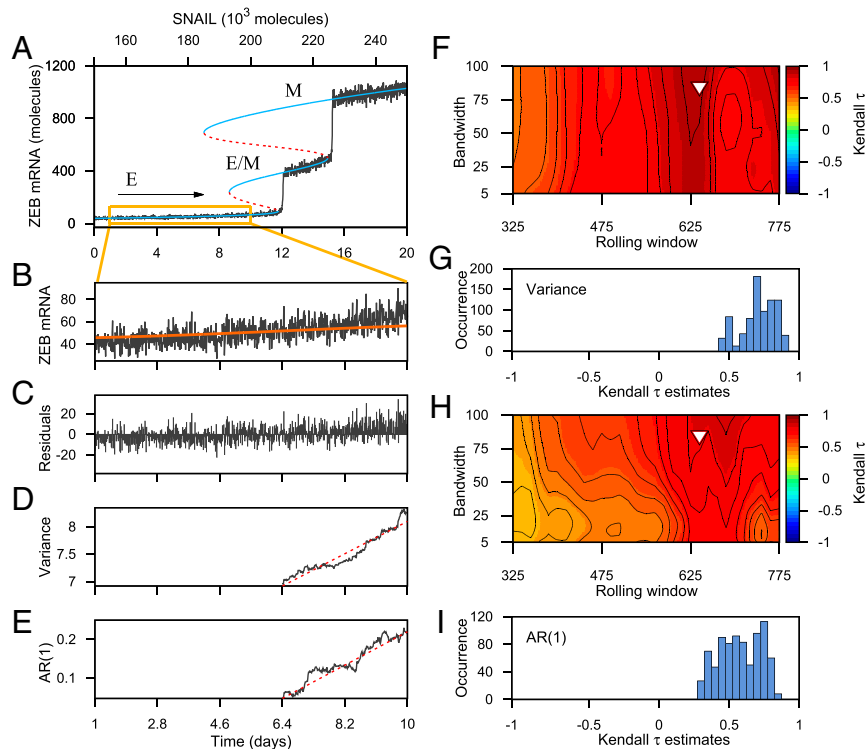 SNAIL (10³ molecules)
160 180 200 220 240
A
ZEB mRNA (molecules)
1200
800
400
0
M
E/M
E
0 4 8 12 16 20
B
ZEB mRNA
80
60
40
C
Residuals
20
0
-20
D
Variance
8
7.5
7
E
AR(1)
0.2
0.1
1 2.8 4.6 6.4 8.2 10
Time (days)
F
Bandwidth
100
75
50
25
5
325 475 625 775
Rolling window
1
0.5
0
-0.5
-1
Kendall τ
G
Occurrence
200
150
100
50
0
Variance
-1 -0.5 0 0.5 1
Kendall τ estimates
H
Bandwidth
100
75
50
25
5
325 475 625 775
Rolling window
1
0.5
0
-0.5
-1
Kendall τ
I
Occurrence
120
80
40
0
AR(1)
-1 -0.5 0 0.5 1
Kendall τ estimates